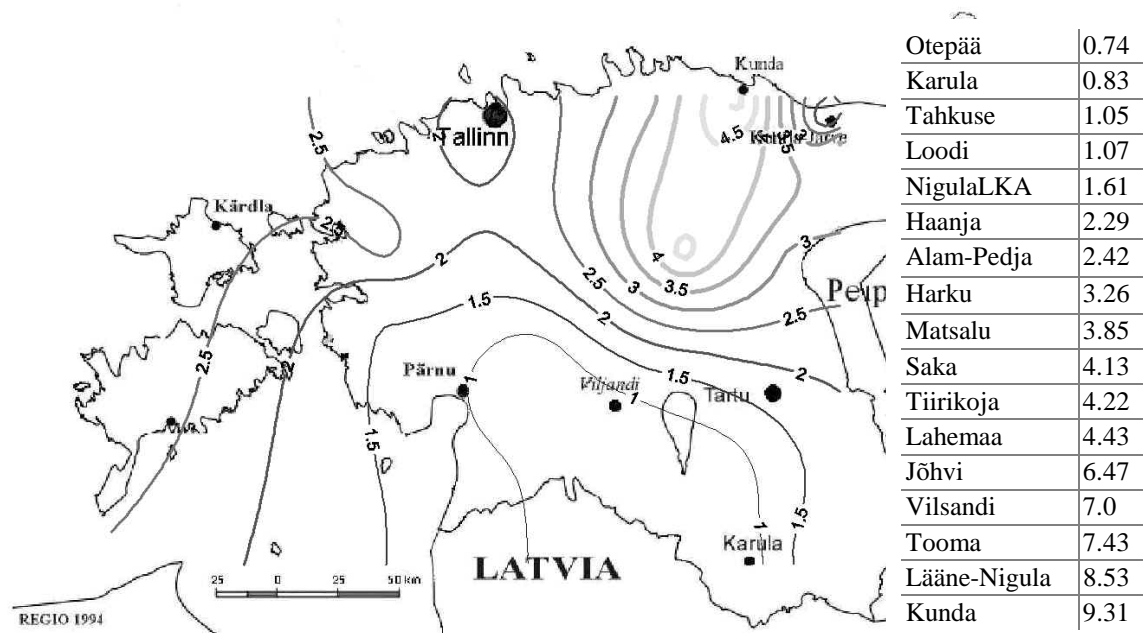 Kunda
Tallinn
2.5
2
4.5
3.5
Kärdla
2.5
4
3
3.5
3
2.5
2.5
2
2
1.5
2.5
2
Pärnu
1
Viljandi
1
1.5
Tartu
2
Peip
1.5
1
1.5
Karula
LATVIA
25 0 25 50 km
REGIO 1994
Otepää 0.74
Karula 0.83
Tahkuse 1.05
Loodi 1.07
NigulaLKA 1.61
Haanja 2.29
Alam-Pedja 2.42
Harku 3.26
Matsalu 3.85
Saka 4.13
Tiirikoja 4.22
Lahemaa 4.43
Jõhvi 6.47
Vilsandi 7.0
Tooma 7.43
Lääne-Nigula 8.53
Kunda 9.31